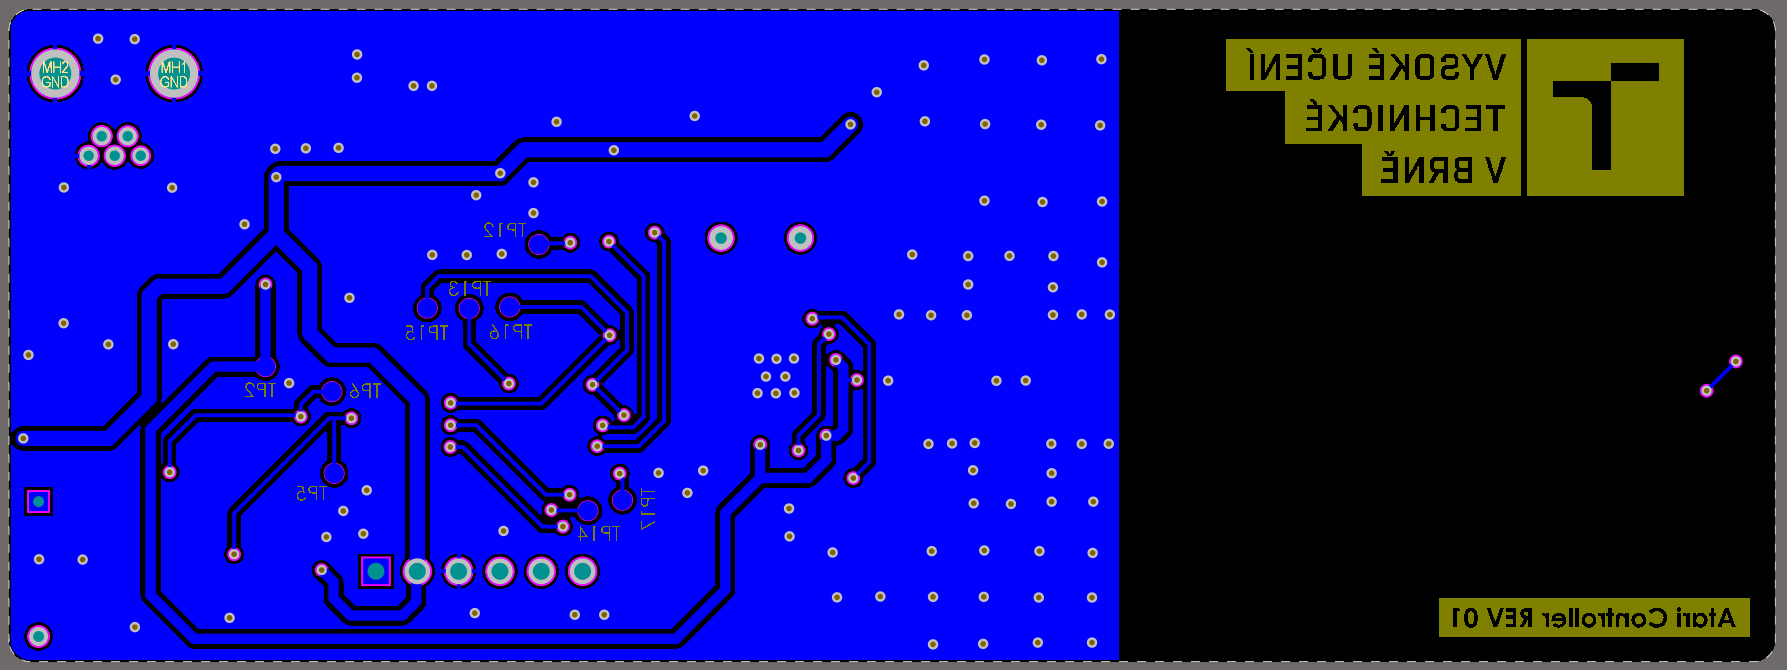 MH2
GND
MH1
GND
VYSOKÉ UČENÍ
TECHNICKÉ
V BRNĚ
TP12
TP13
TP15
TP16
TP2
TP6
TP5
TP17
TP14
Atari Controller REV 01